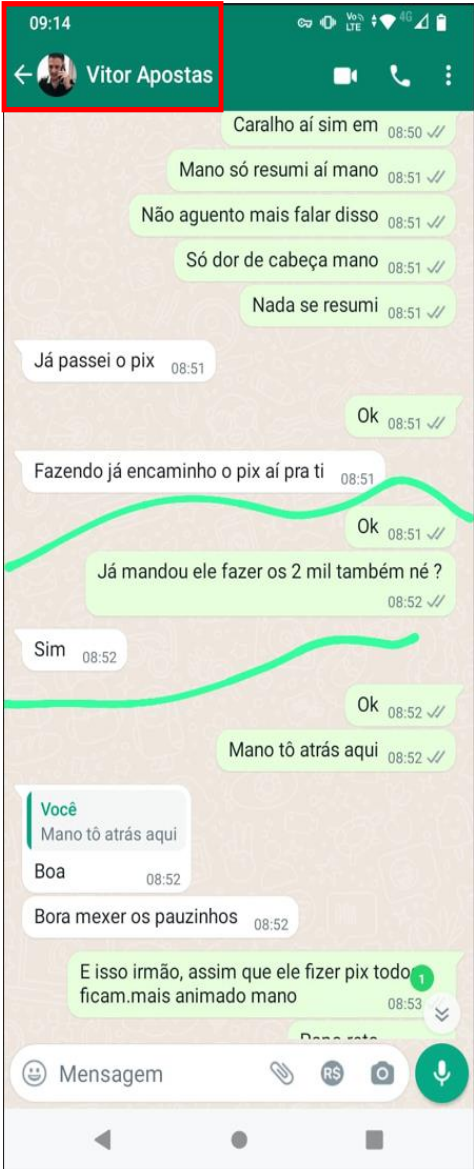 09:14
Vo))
LTE
4G
Vitor Apostas
Caralho aí sim em 08:50
Mano só resumi aí mano 08:51
Não aguento mais falar disso 08:51
Só dor de cabeça mano 08:51
Nada se resumi 08:51
Já passei o pix 08:51
Ok 08:51
Fazendo já encaminho o pix aí pra ti 08:51
Ok 08:51
Já mandou ele fazer os 2 mil também né ?
08:52
Sim 08:52
Ok 08:52
Mano tô atrás aqui 08:52
Você
Mano tô atrás aqui
Boa 08:52
Bora mexer os pauzinhos 08:52
E isso irmão, assim que ele fizer pix todo
1
ficam.mais animado mano 08:53
Mensagem
R$